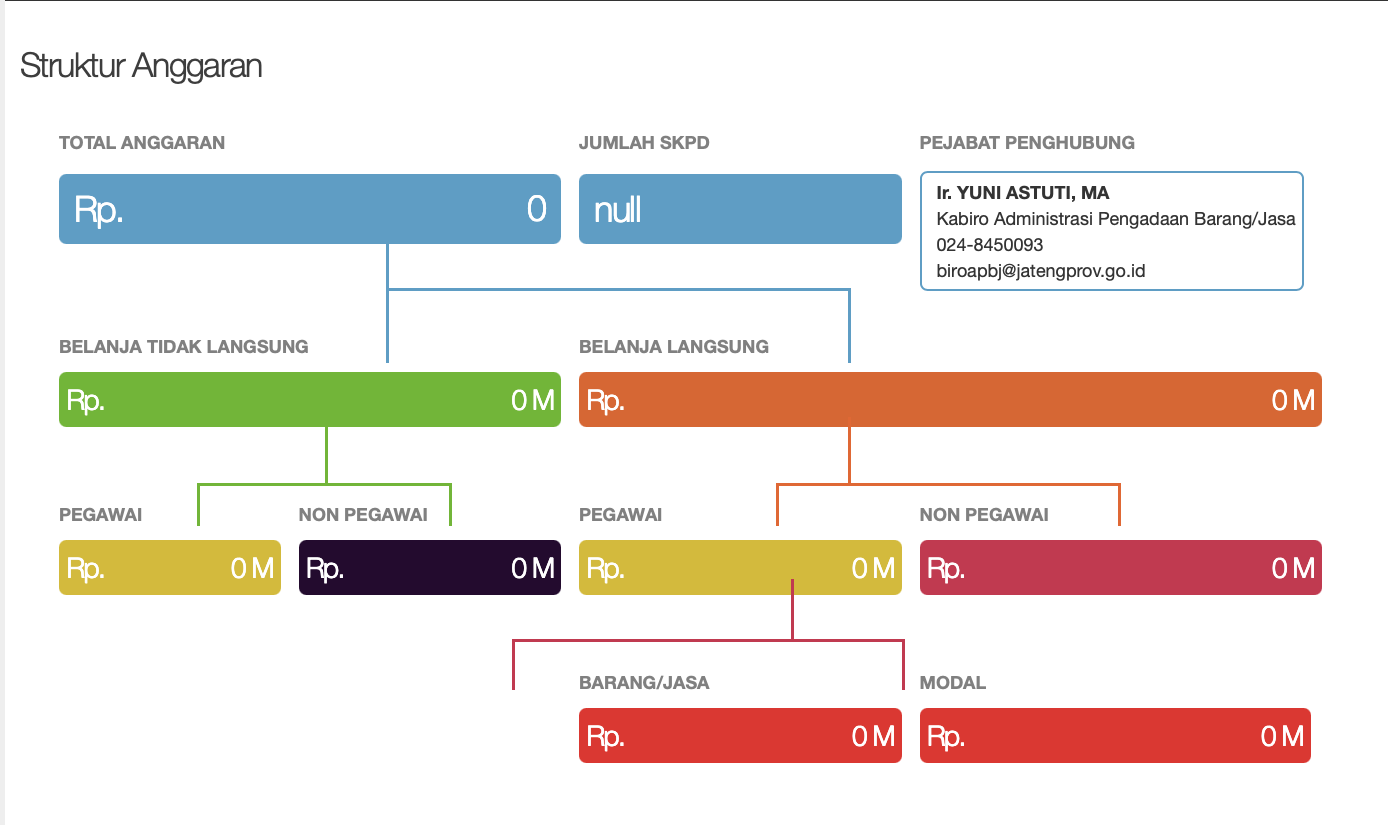 Struktur Anggaran
TOTAL ANGGARAN
Rp. 0
JUMLAH SKPD
null
PEJABAT PENGHUBUNG
Ir. YUNI ASTUTI, MA
Kabiro Administrasi Pengadaan Barang/Jasa
024-8450093
biroapbj@jatengprov.go.id
BELANJA TIDAK LANGSUNG
Rp. 0 M
BELANJA LANGSUNG
Rp. 0 M
PEGAWAI
Rp. 0 M
NON PEGAWAI
Rp. 0 M
PEGAWAI
Rp. 0 M
NON PEGAWAI
Rp. 0 M
BARANG/JASA
Rp. 0 M
MODAL
Rp. 0 M